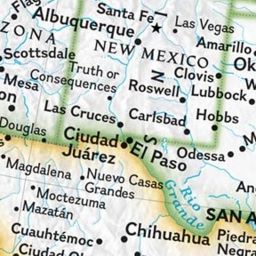 Flag
Santa Fe
Las Vegas
Albuquerque
ZONA
NEW MEXICO
Amarillo
Scottsdale
Mesa
Truth or
Consequences
Clovis
Ok
on
Roswell
Lubbock
Las Cruces
Carlsbad
Hobbs
Douglas
Ciudad
Juárez
El Paso
Odessa
Magdalena
Nuevo Casas
Grandes
Moctezuma
Mazatán
Rio
Grande
SAN A
Cuauhtémoc
Chihuahua
Piedra
Negra
Ciudad